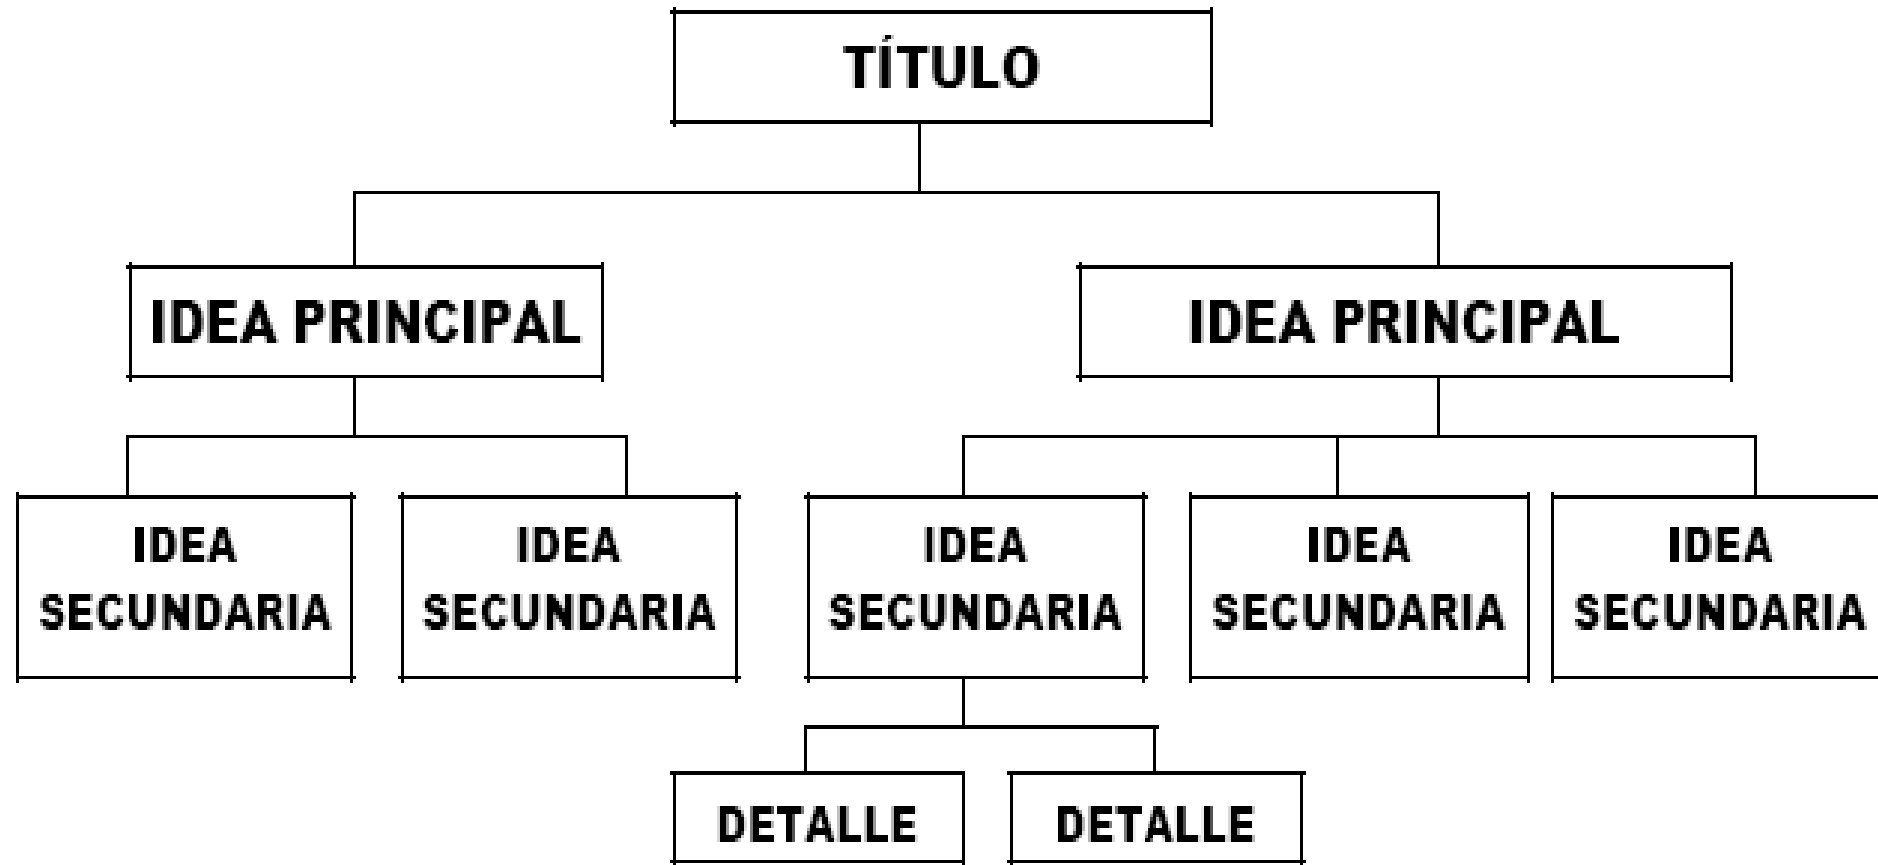 TÍTULO
IDEA PRINCIPAL
IDEA PRINCIPAL
IDEA
SECUNDARIA
IDEA
SECUNDARIA
IDEA
SECUNDARIA
IDEA
SECUNDARIA
IDEA
SECUNDARIA
DETALLE
DETALLE